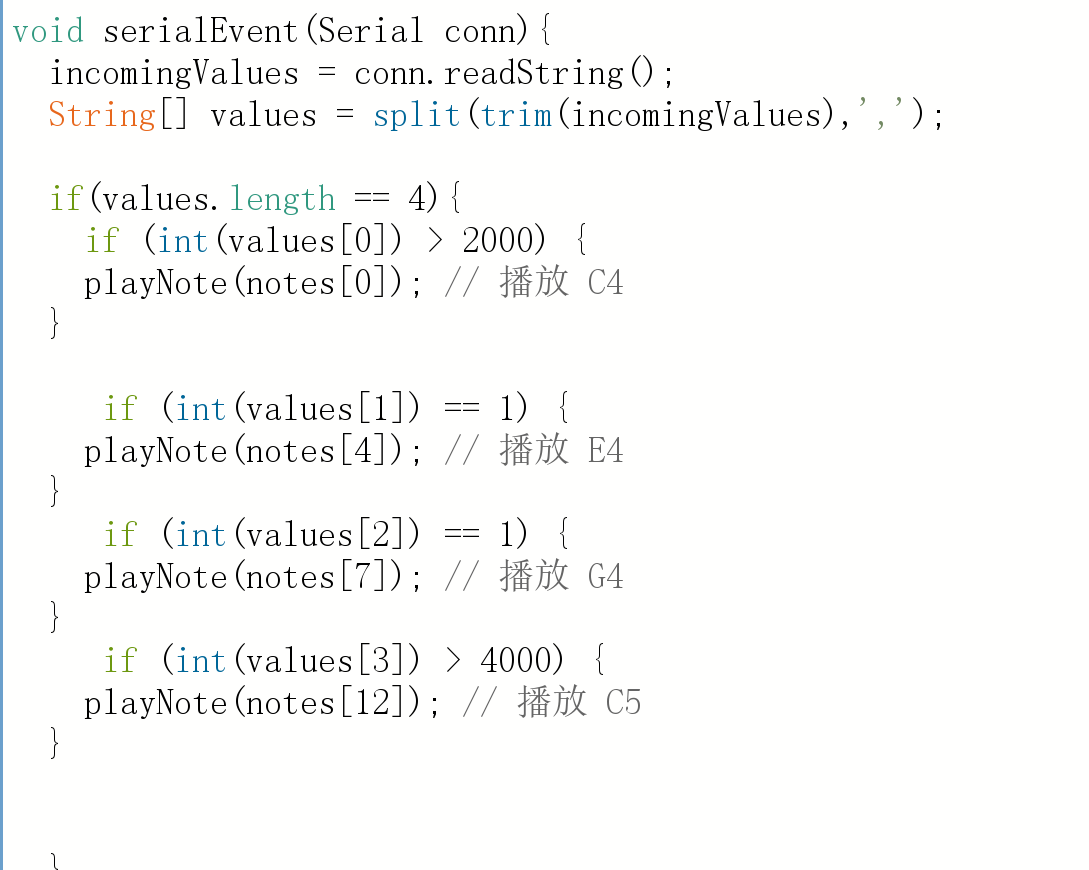 void serialEvent(Serial conn){
  incomingValues = conn.readString();
  String[] values = split(trim(incomingValues),',');

  if(values.length == 4){
    if (int(values[0]) > 2000) {
    playNote(notes[0]); // 播放 C4
  }

     if (int(values[1]) == 1) {
    playNote(notes[4]); // 播放 E4
  }
     if (int(values[2]) == 1) {
    playNote(notes[7]); // 播放 G4
  }
     if (int(values[3]) > 4000) {
    playNote(notes[12]); // 播放 C5
  }


  }